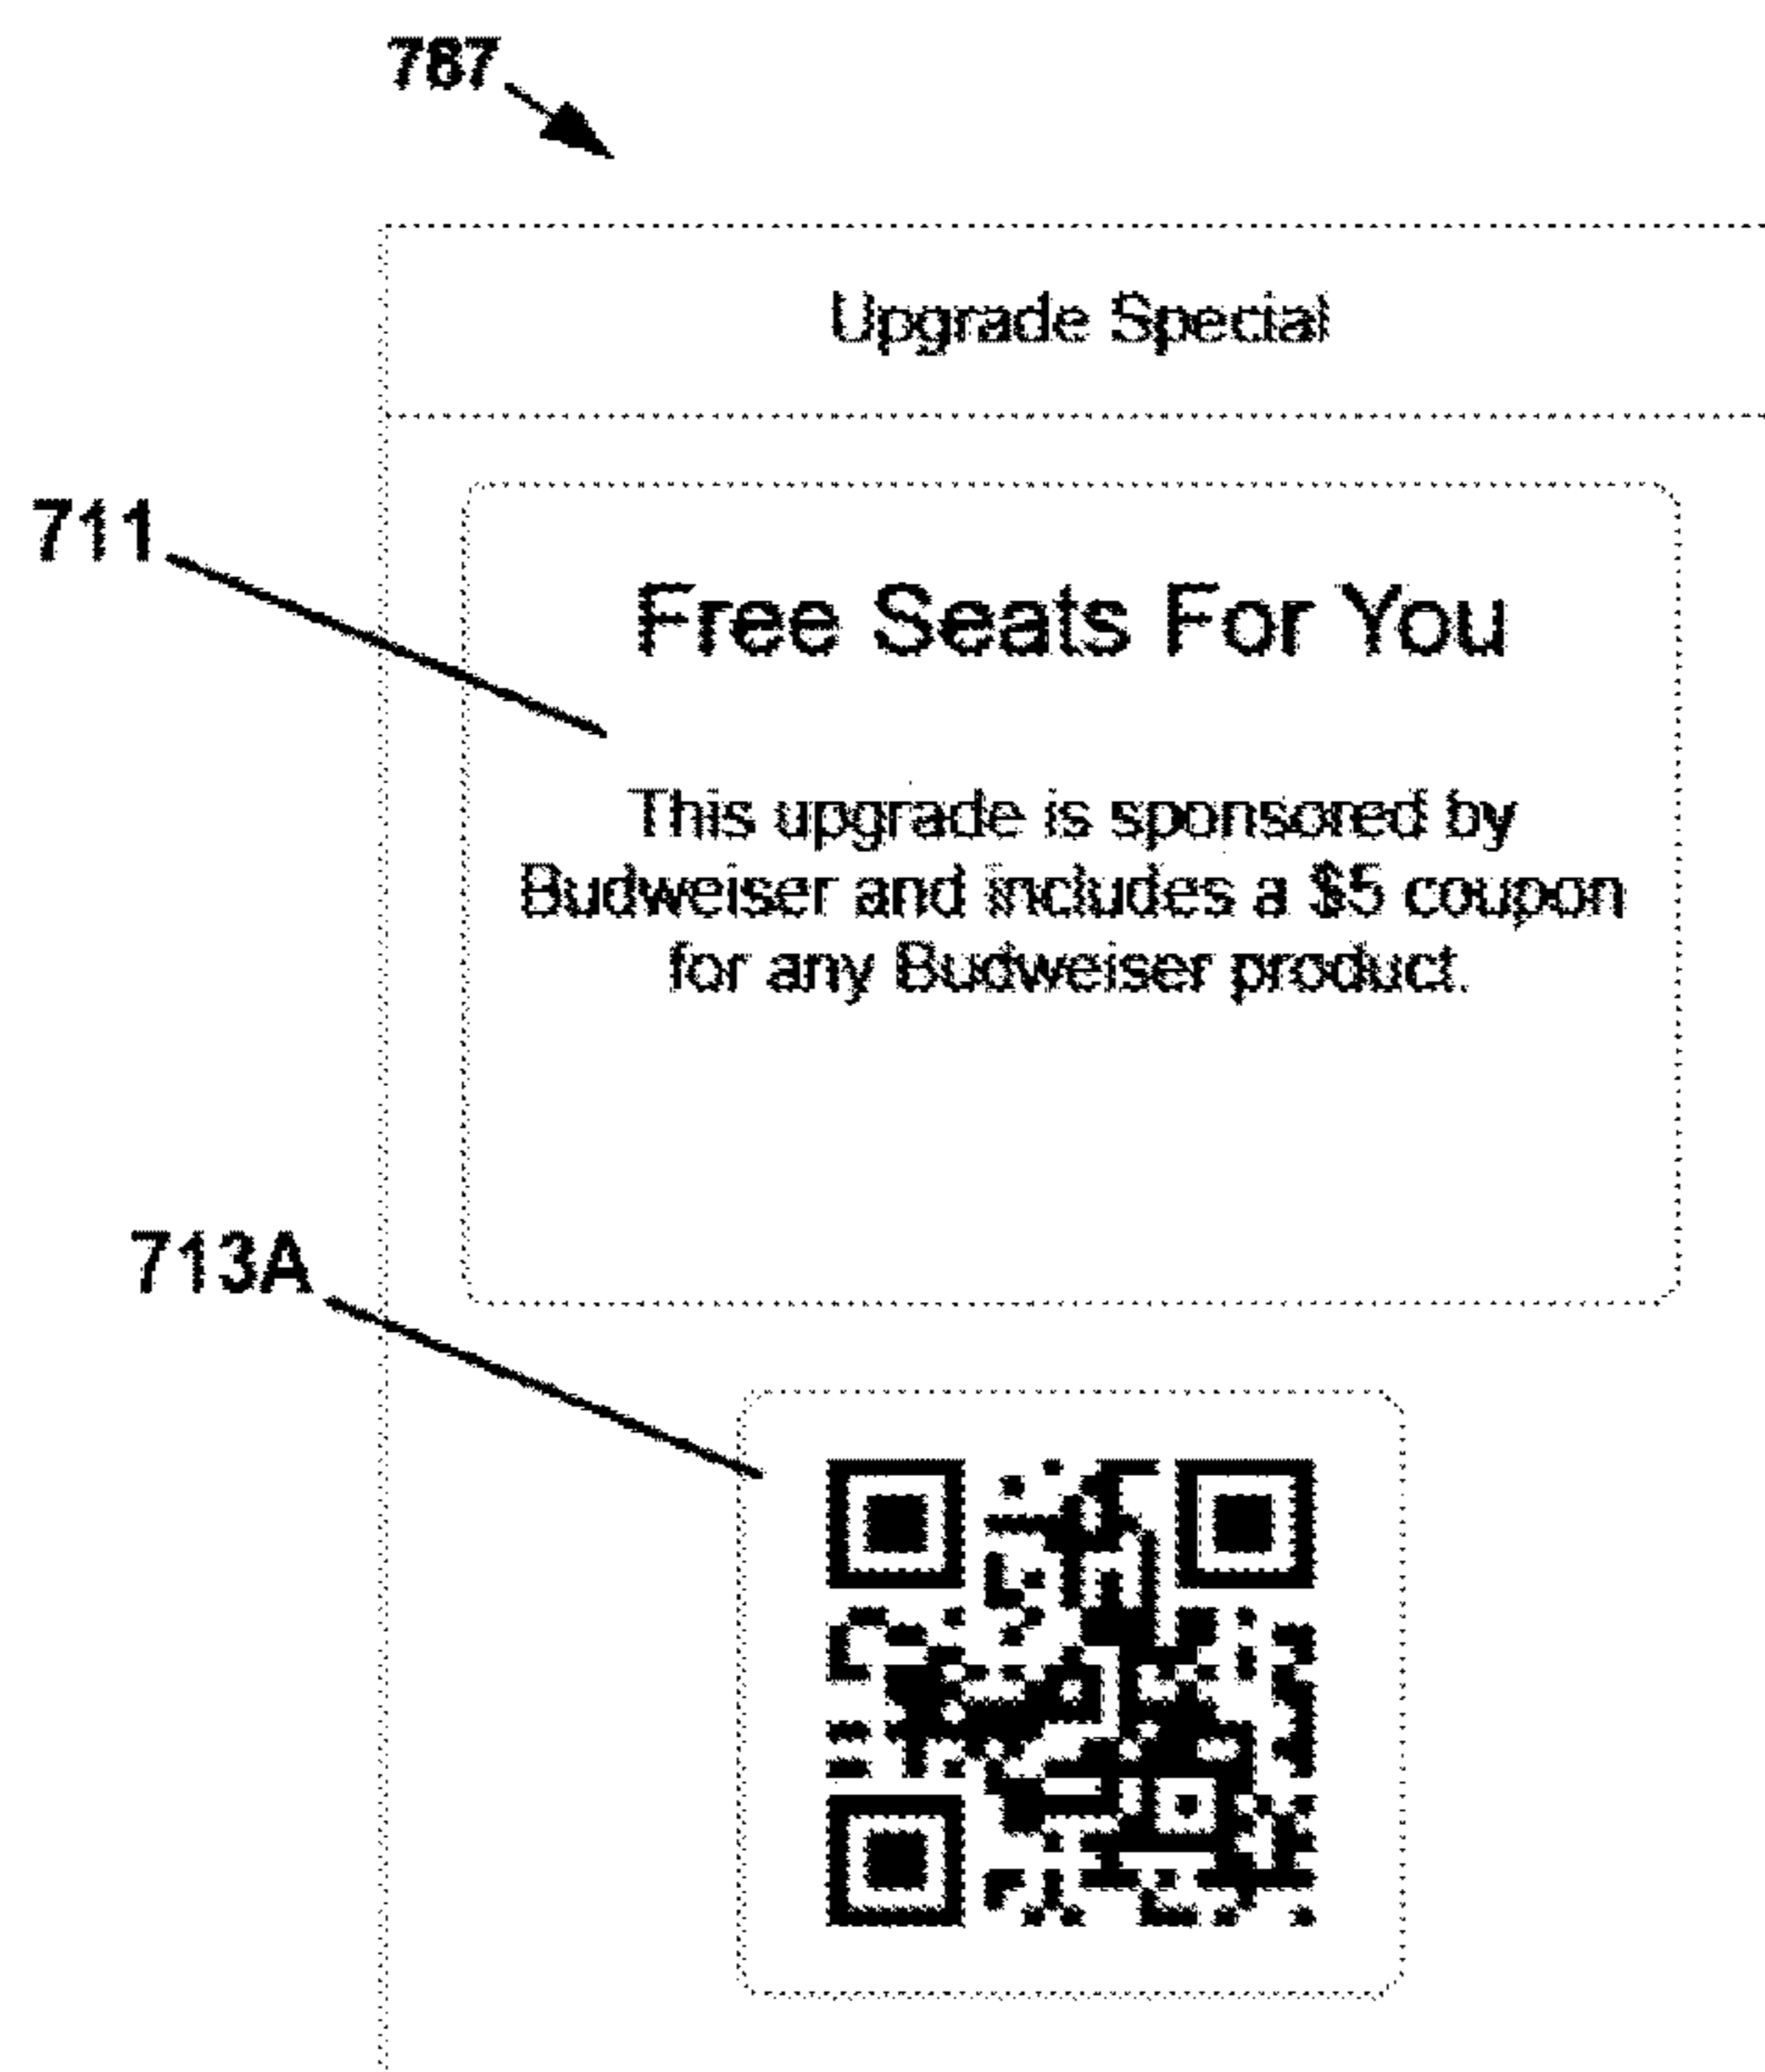 767
Upgrade Special
711
Free Seats For You
This upgrade is sponsored by
Budweiser and includes a $5 coupon
for any Budweiser product.
713A